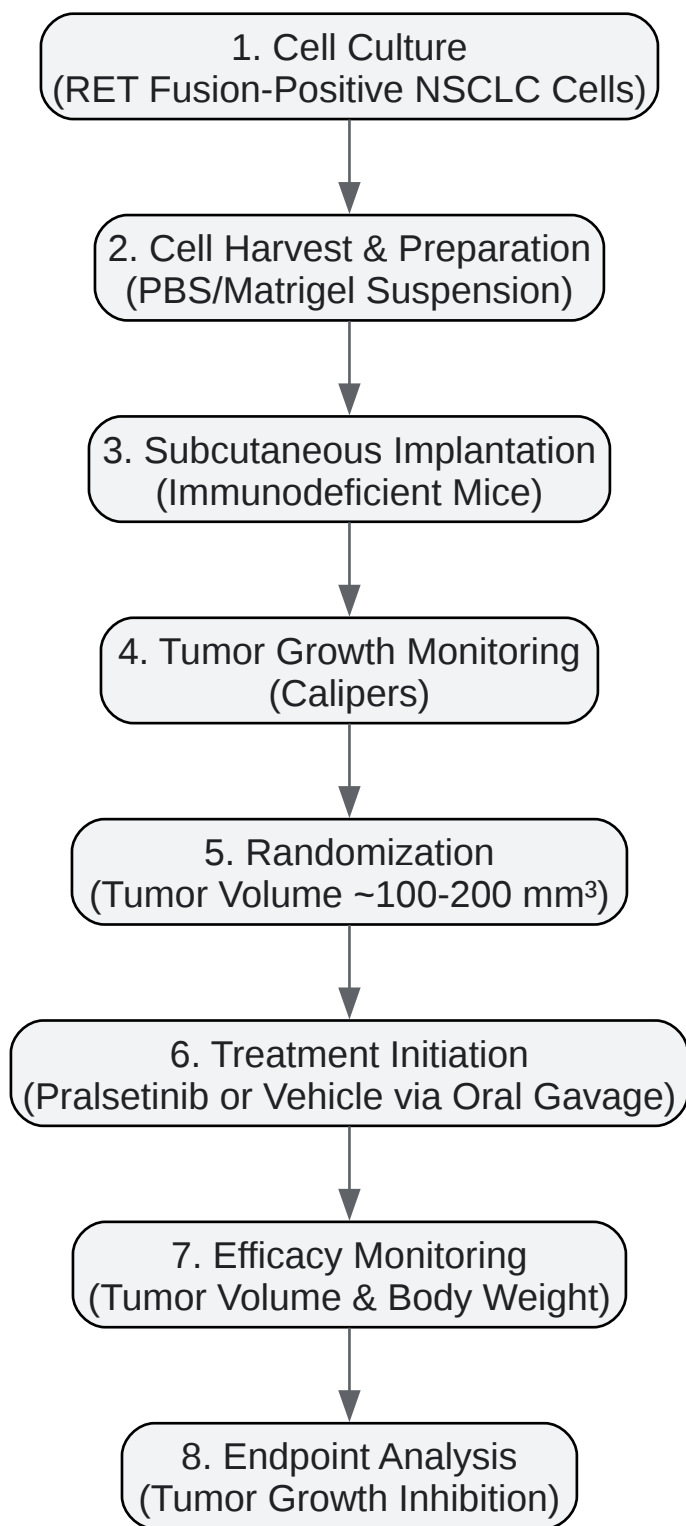 1. Cell Culture
(RET Fusion-Positive NSCLC Cells)
2. Cell Harvest & Preparation
(PBS/Matrigel Suspension)
3. Subcutaneous Implantation
(Immunodeficient Mice)
4. Tumor Growth Monitoring
(Calipers)
5. Randomization
(Tumor Volume ~100-200 mm³)
6. Treatment Initiation
(Pralsetinib or Vehicle via Oral Gavage)
7. Efficacy Monitoring
(Tumor Volume & Body Weight)
8. Endpoint Analysis
(Tumor Growth Inhibition)